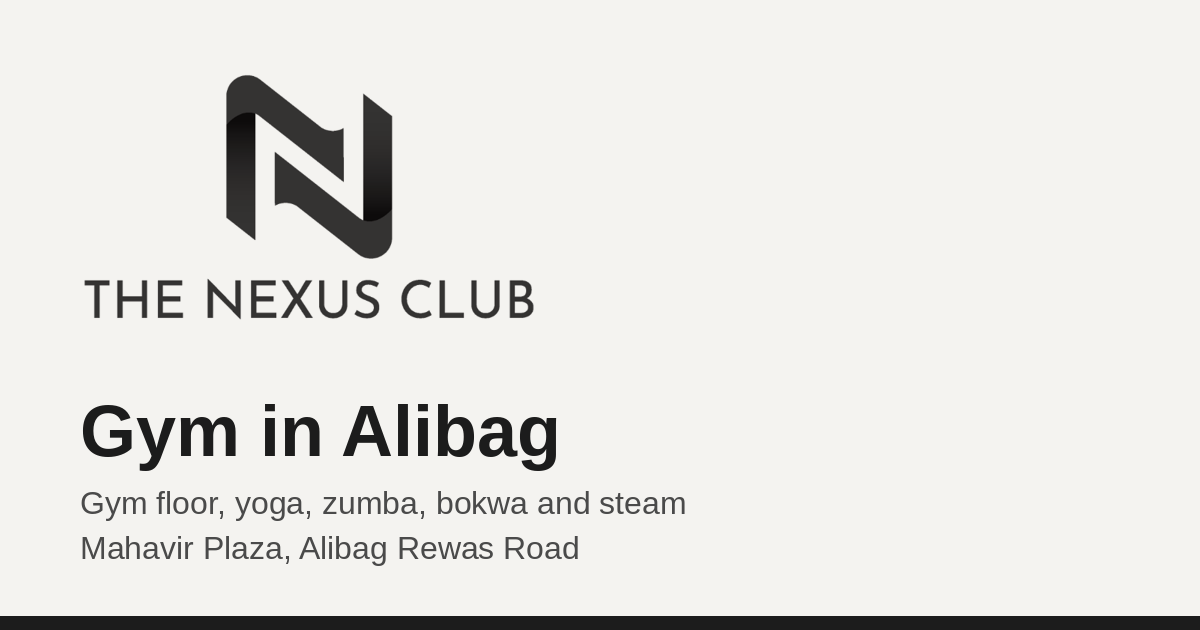 THE NEXUS CLUB
Gym in Alibag
Gym floor, yoga, zumba, bokwa and steam
Mahavir Plaza, Alibag Rewas Road